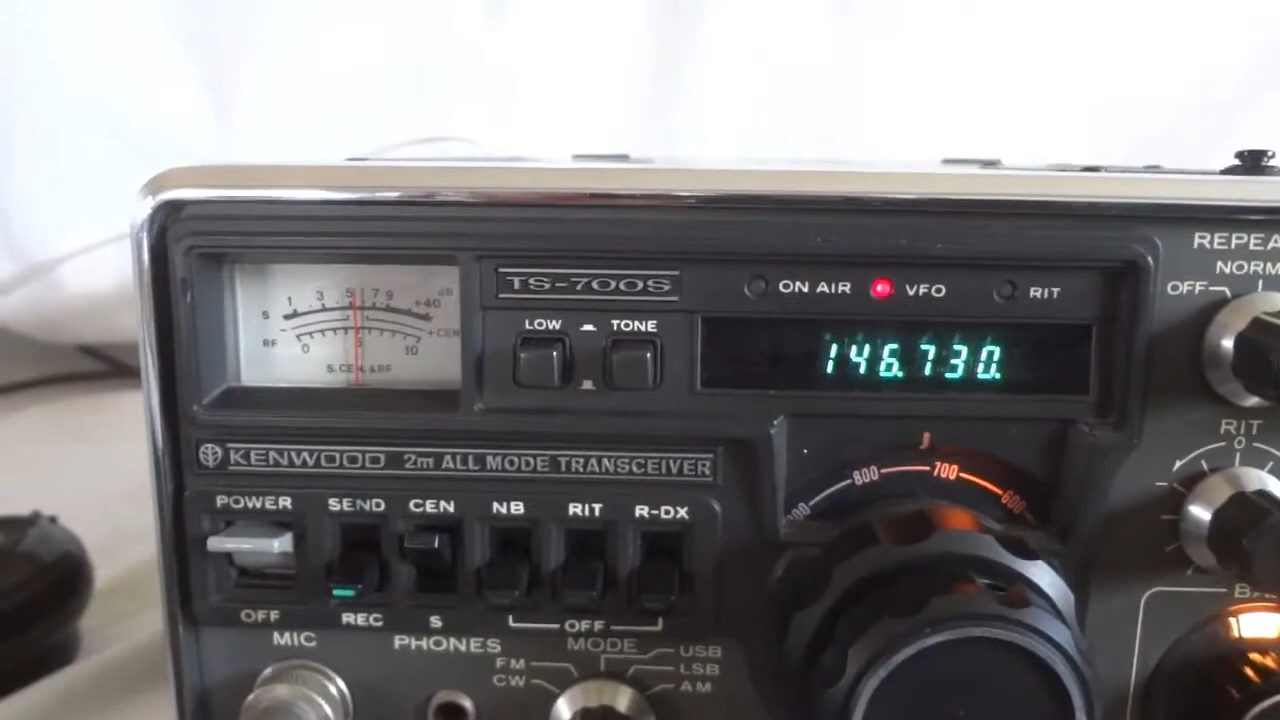 REPEA
NORM
OFF
1 3 5 7 9 +40 dB
S
RF
+CEN
0 5 10
S.CEN.&RF
TS-700S
ON AIR VFO RIT
LOW TONE
146.730.
RIT
0
KENWOOD 2m ALL MODE TRANSCEIVER
800 700 600
POWER SEND CEN NB RIT R-DX
OFF REC S OFF
MIC PHONES MODE USB
FM LSB
CW AM